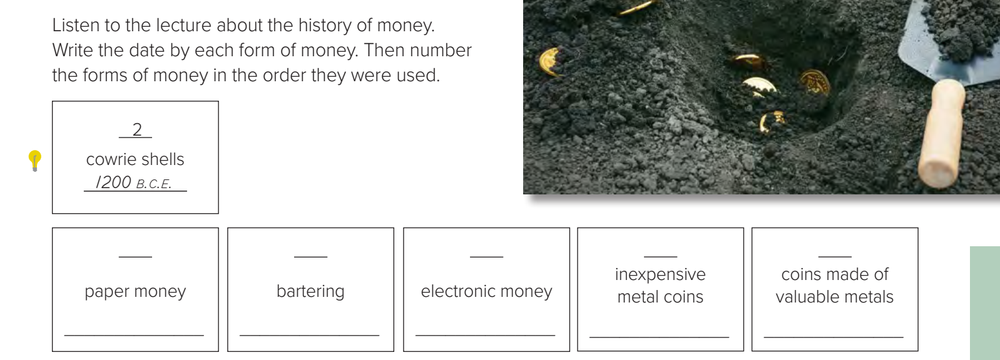 Listen to the lecture about the history of money.
Write the date by each form of money. Then number
the forms of money in the order they were used.
2
cowrie shells
1200 B.C.E.
paper money
bartering
electronic money
inexpensive
metal coins
coins made of
valuable metals